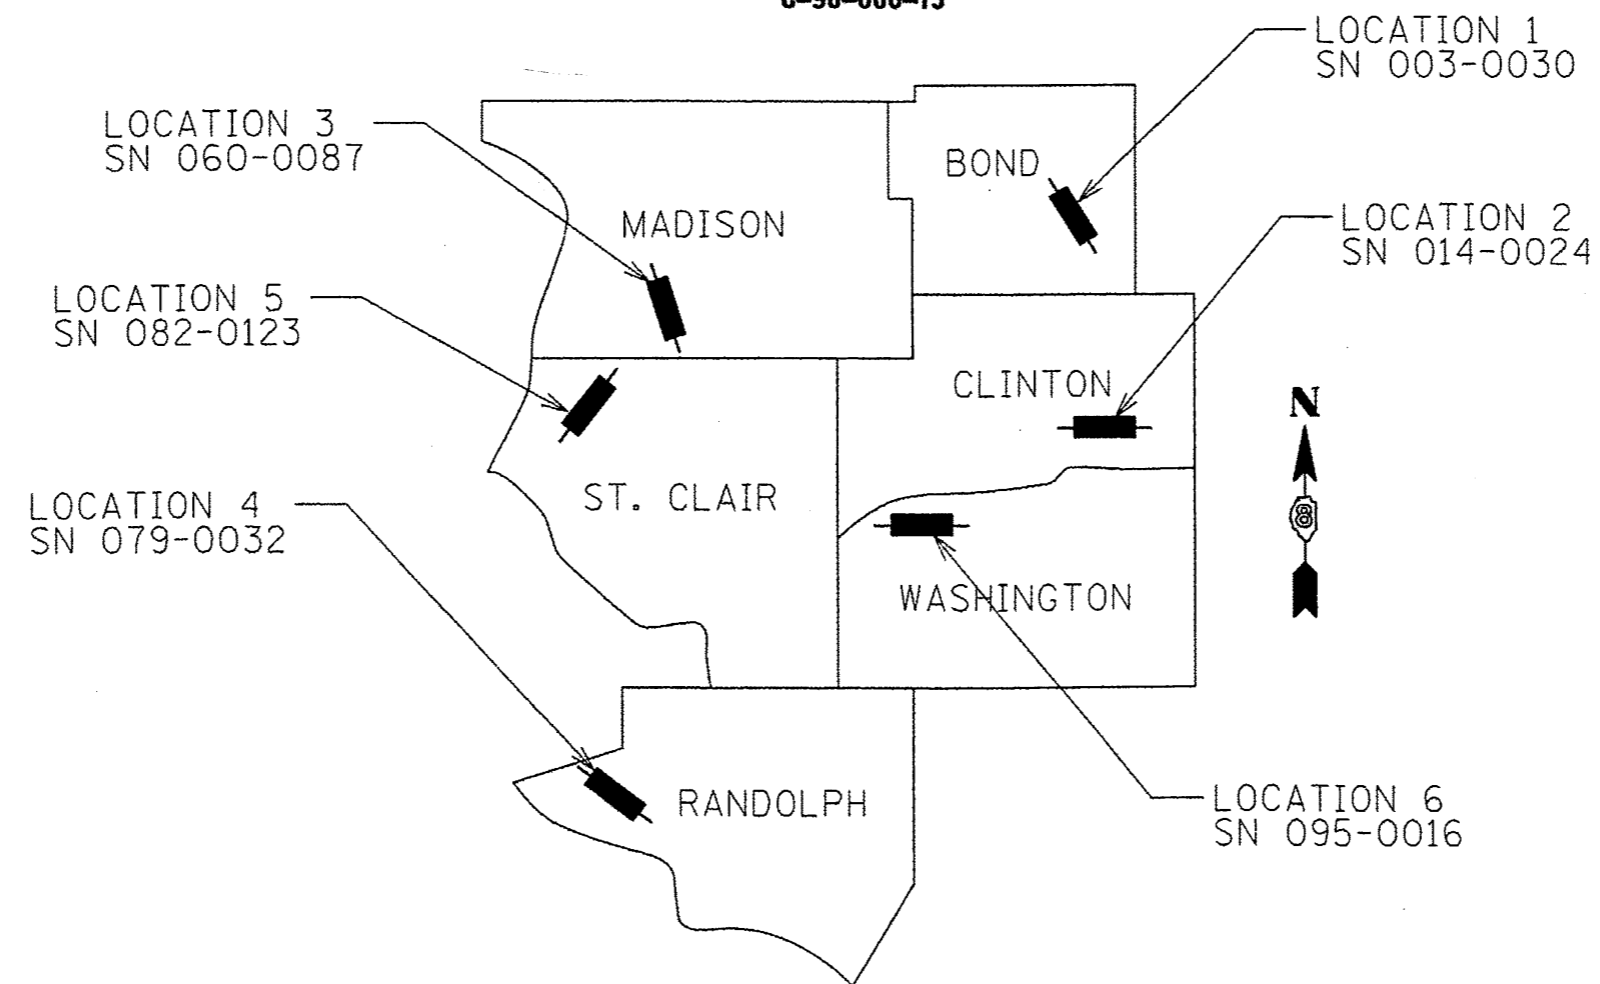 LOCATION 1
SN 003-0030
LOCATION 3
SN 060-0087
BOND
MADISON
LOCATION 2
SN 014-0024
LOCATION 5
SN 082-0123
CLINTON
N
ST. CLAIR
LOCATION 4
SN 079-0032
8
WASHINGTON
RANDOLPH
LOCATION 6
SN 095-0016